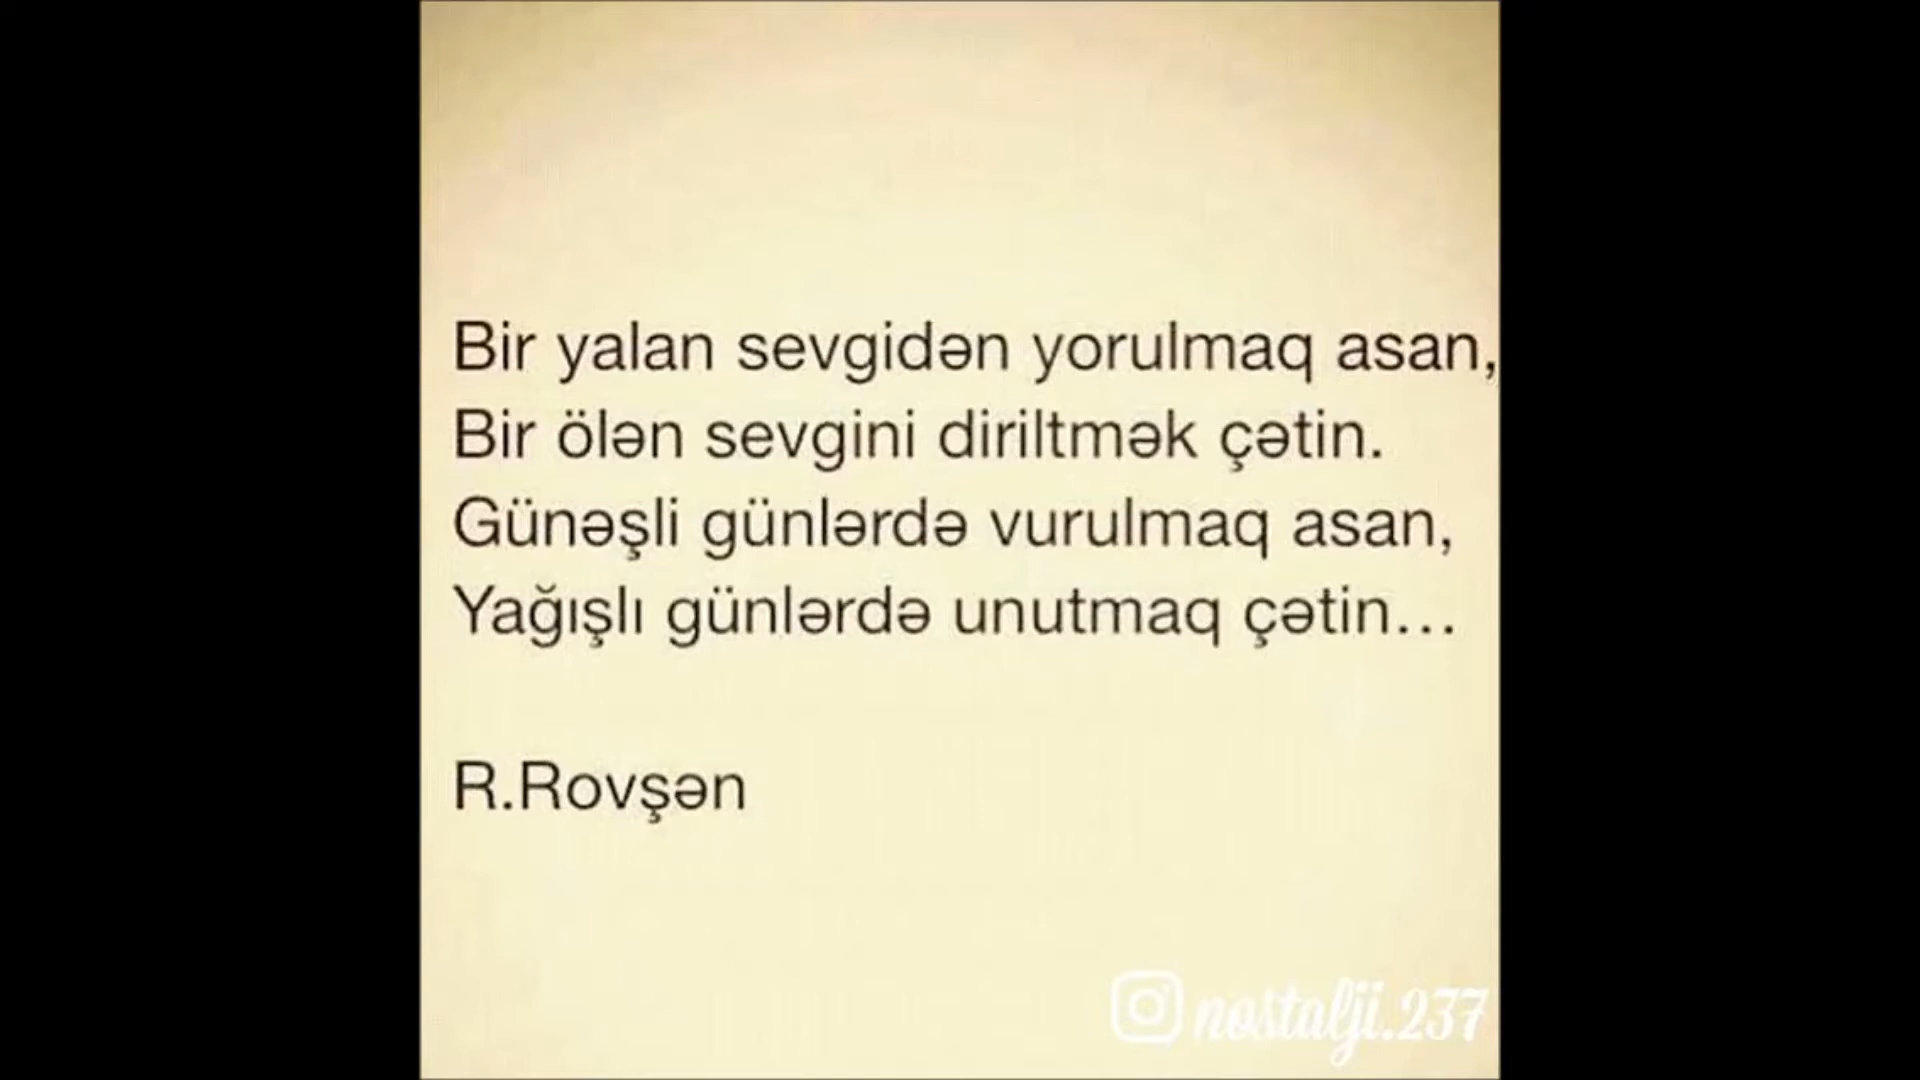 Bir yalan sevgidən yorulmaq asan,
Bir ölən sevgini diriltmək çətin.
Günəşli günlərdə vurulmaq asan,
Yağışlı günlərdə unutmaq çətin...
R.Rovşən
nostalji.237